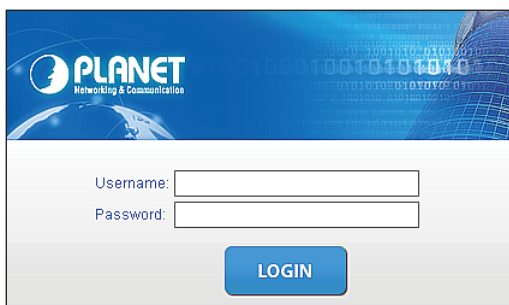 PLANET
Networking & Communication
Username:
Password:
LOGIN